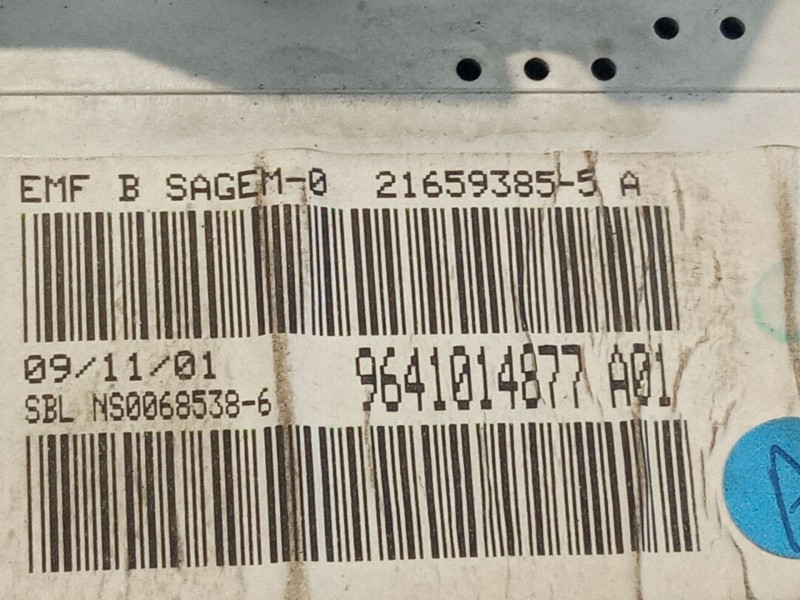 EMF B SAGEM-0 21659385-5 A
09/11/01 9641014877 A01
SBL NS0068538-6